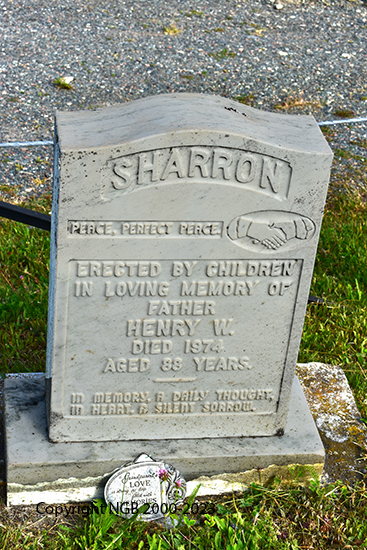 SHARRON
PEACE, PERFECT PEACE.
ERECTED BY CHILDREN
IN LOVING MEMORY OF
FATHER
HENRY W.
DIED 1974.
AGED 89 YEARS.
IN MEMORY, A DAILY THOUGHT,
IN HEART, A SILENT SORROW.
LOVE
Copyright NGB 2000-2023